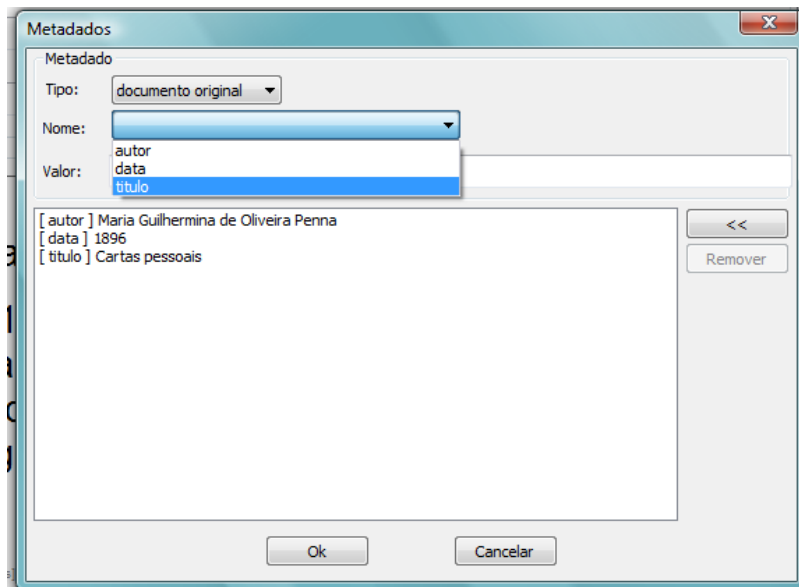 Metadados
Metadado
Tipo: documento original
Nome:
autor
data
titulo
Valor:
[ autor ] Maria Guilhermina de Oliveira Penna
[ data ] 1896
[ titulo ] Cartas pessoais
<<
Remover
Ok Cancelar